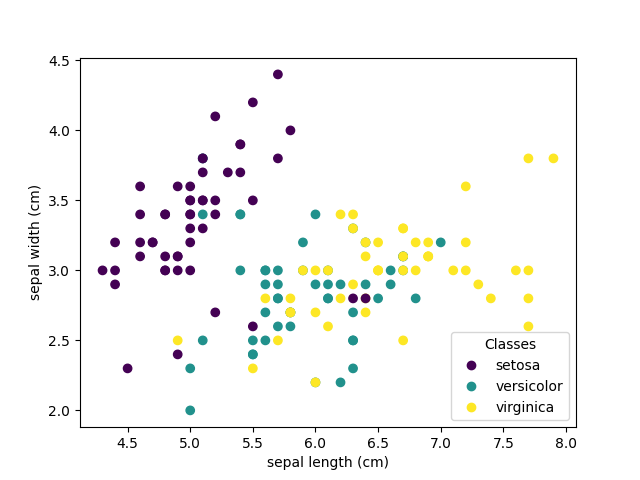 4.5
4.0
3.5
3.0
2.5
2.0
sepal width (cm)
Classes
setosa
versicolor
virginica
4.5 5.0 5.5 6.0 6.5 7.0 7.5 8.0
sepal length (cm)